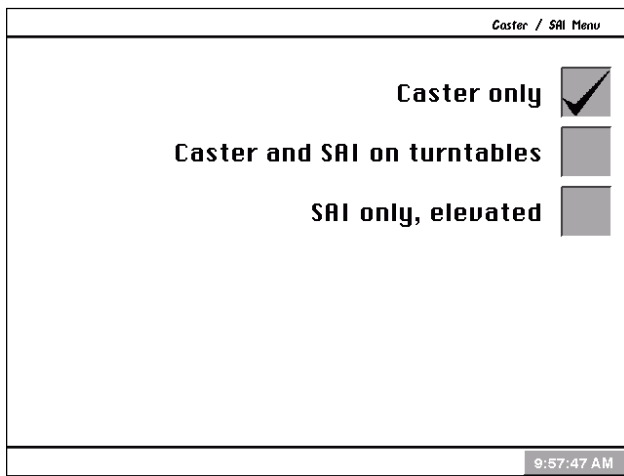 Caster / SAI Menu
Caster only
Caster and SAI on turntables
SAI only, elevated
9:57:47 AM